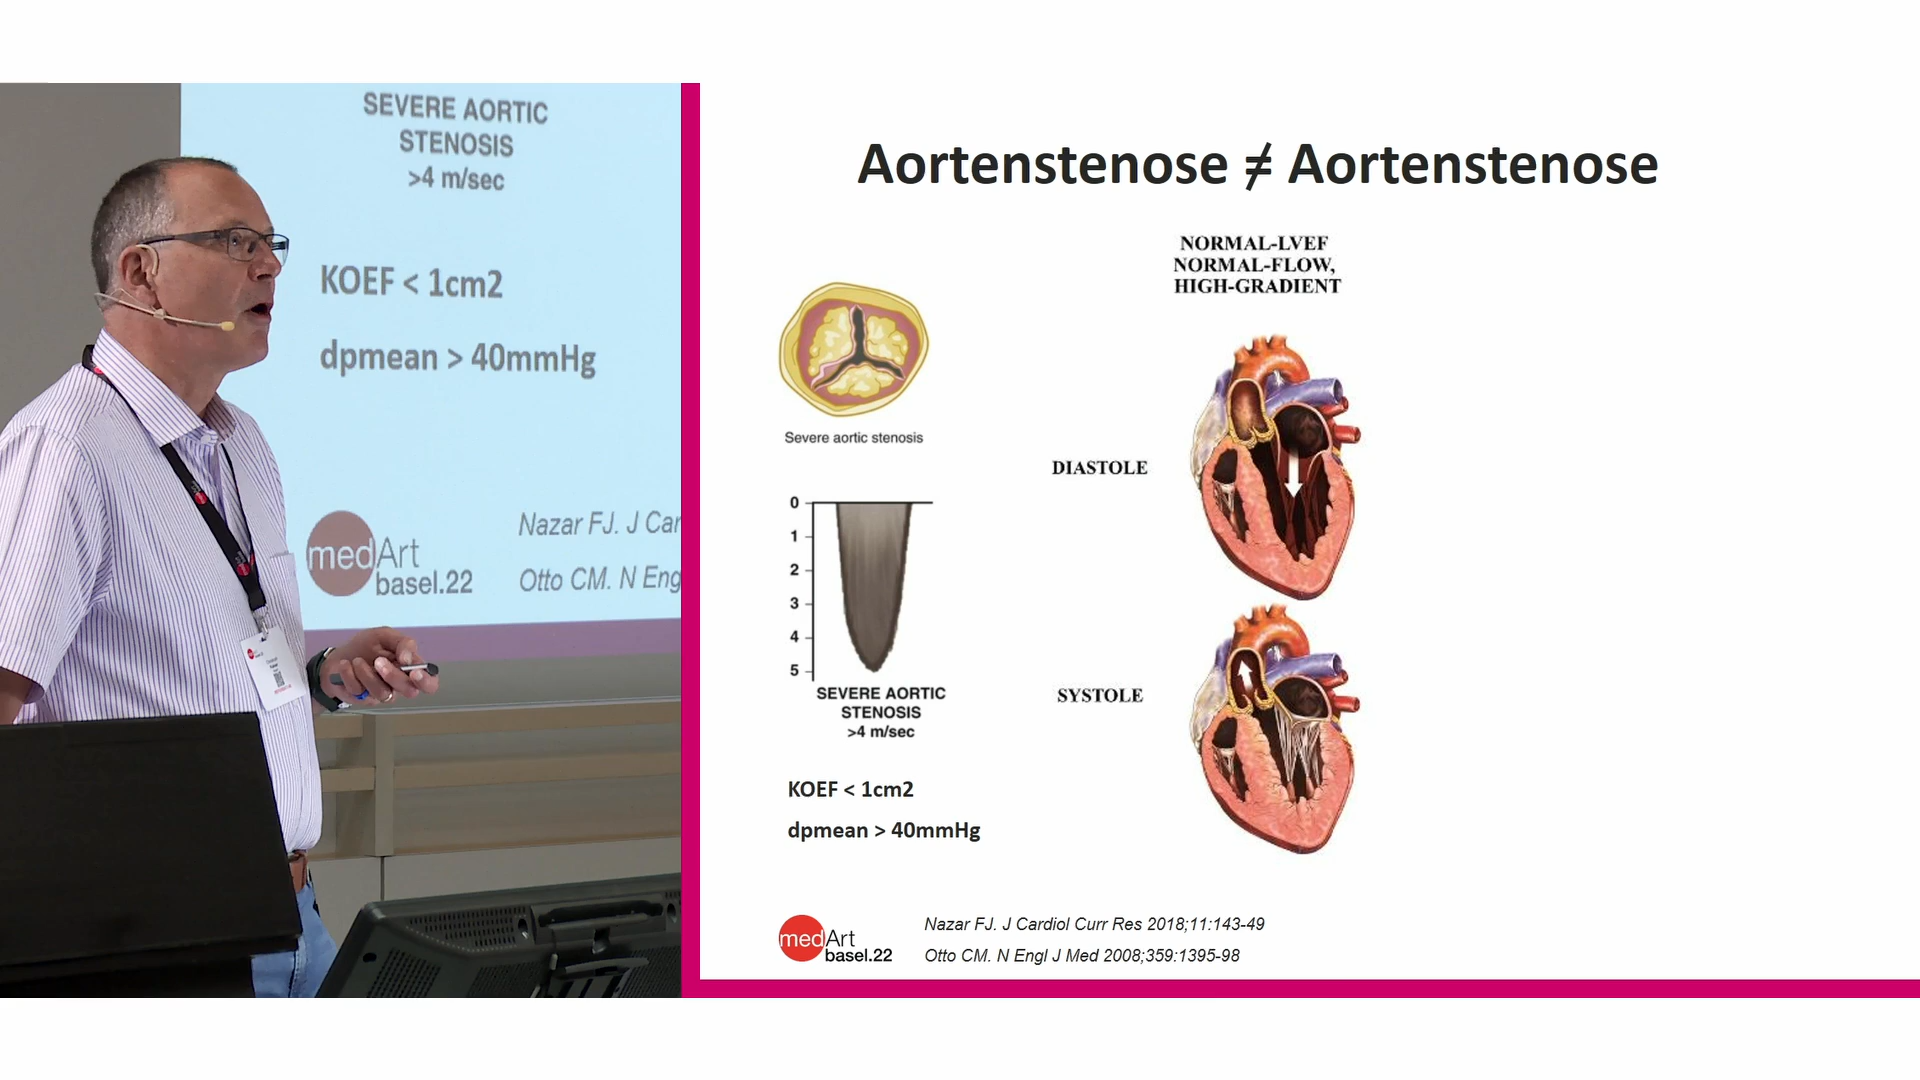 SEVERE AORTIC
STENOSIS
>4 m/sec
KOEF < 1cm2
dpmean > 40mmHg
medArt
basel.22
Nazar FJ. J Car
Otto CM. N Eng
Aortenstenose ≠ Aortenstenose
NORMAL-LVEF
NORMAL-FLOW,
HIGH-GRADIENT
Severe aortic stenosis
DIASTOLE
0
1
2
3
4
5
SEVERE AORTIC
STENOSIS
>4 m/sec
SYSTOLE
KOEF < 1cm2
dpmean > 40mmHg
medArt
basel.22
Nazar FJ. J Cardiol Curr Res 2018;11:143-49
Otto CM. N Engl J Med 2008;359:1395-98